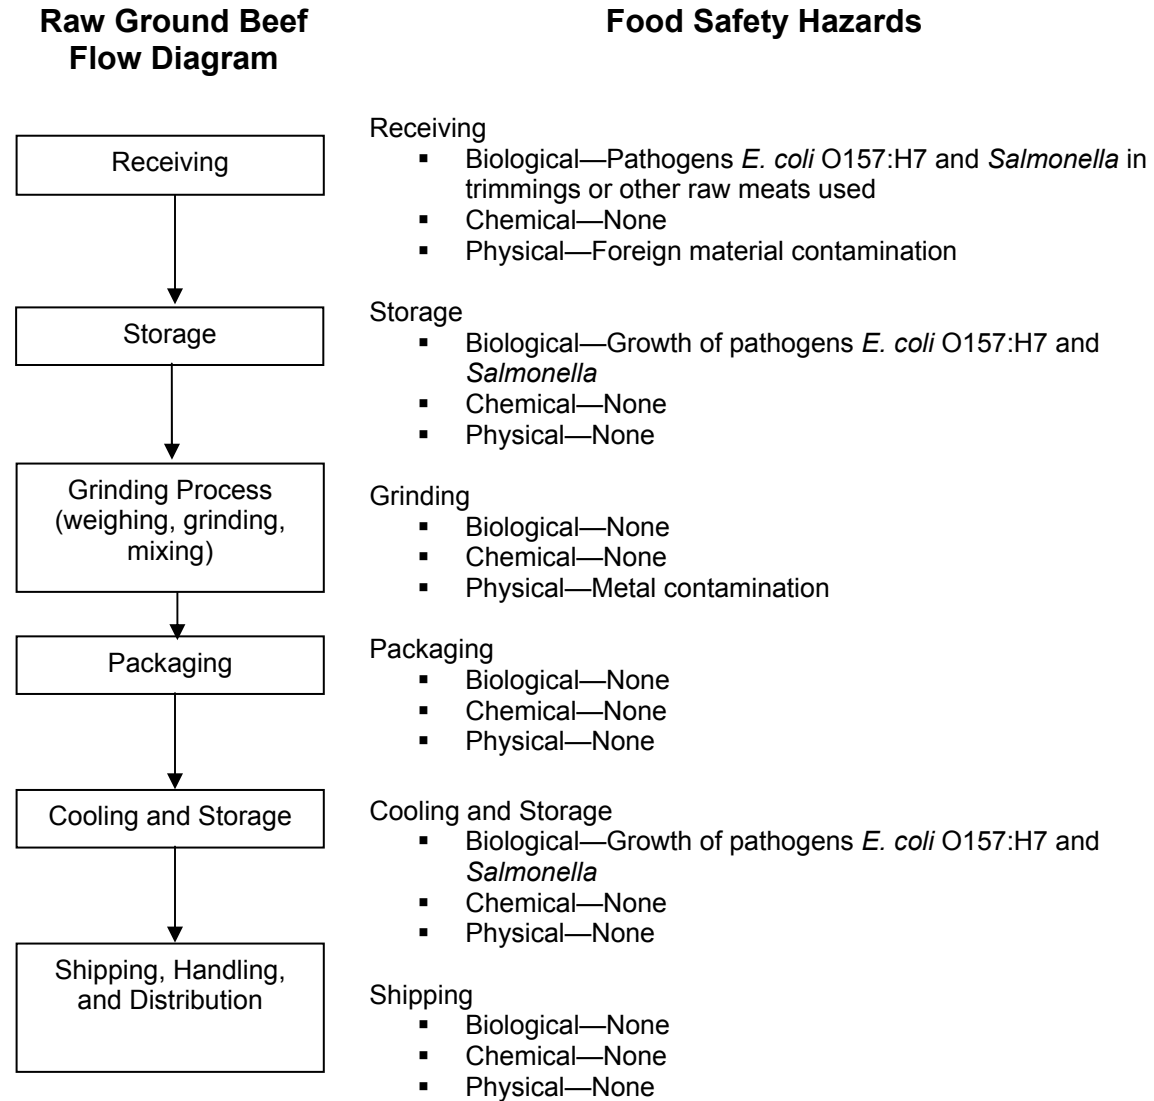 Raw Ground Beef
Flow Diagram
Food Safety Hazards
Receiving
Storage
Grinding Process
(weighing, grinding,
mixing)
Packaging
Cooling and Storage
Shipping, Handling,
and Distribution
Receiving
▪ Biological—Pathogens E. coli O157:H7 and Salmonella in
trimmings or other raw meats used
▪ Chemical—None
▪ Physical—Foreign material contamination
Storage
▪ Biological—Growth of pathogens E. coli O157:H7 and
Salmonella
▪ Chemical—None
▪ Physical—None
Grinding
▪ Biological—None
▪ Chemical—None
▪ Physical—Metal contamination
Packaging
▪ Biological—None
▪ Chemical—None
▪ Physical—None
Cooling and Storage
▪ Biological—Growth of pathogens E. coli O157:H7 and
Salmonella
▪ Chemical—None
▪ Physical—None
Shipping
▪ Biological—None
▪ Chemical—None
▪ Physical—None